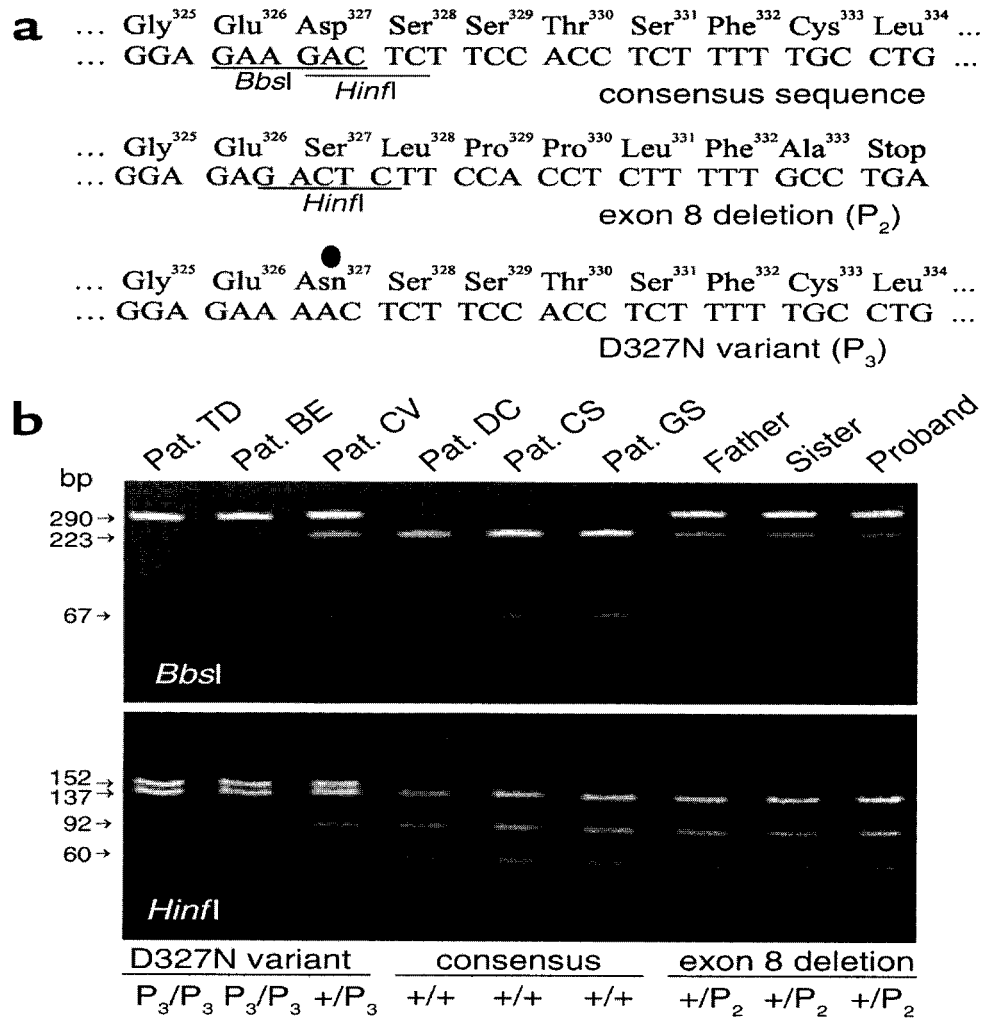 a
... Gly³²⁵ Glu³²⁶ Asp³²⁷ Ser³²⁸ Ser³²⁹ Thr³³⁰ Ser³³¹ Phe³³² Cys³³³ Leu³³⁴ ...
... GGA GAA GAC TCT TCC ACC TCT TTT TGC CTG ...
BbsI HinfI
consensus sequence
... Gly³²⁵ Glu³²⁶ Ser³²⁷ Leu³²⁸ Pro³²⁹ Pro³³⁰ Leu³³¹ Phe³³² Ala³³³ Stop
... GGA GAG ACT CTT CCA CCT CTT TTT GCC TGA
HinfI
exon 8 deletion (P₂)
... Gly³²⁵ Glu³²⁶ Asn³²⁷ Ser³²⁸ Ser³²⁹ Thr³³⁰ Ser³³¹ Phe³³² Cys³³³ Leu³³⁴ ...
... GGA GAA AAC TCT TCC ACC TCT TTT TGC CTG ...
D327N variant (P₃)
b
Pat. TD Pat. BE Pat. CV Pat. DC Pat. CS Pat. GS Father Sister Proband
bp
290→
223→
67→
BbsI
152→
137→
92→
60→
HinfI
D327N variant consensus exon 8 deletion
P₃/P₃ P₃/P₃ +/P₃ +/+ +/+ +/+ +/P₂ +/P₂ +/P₂